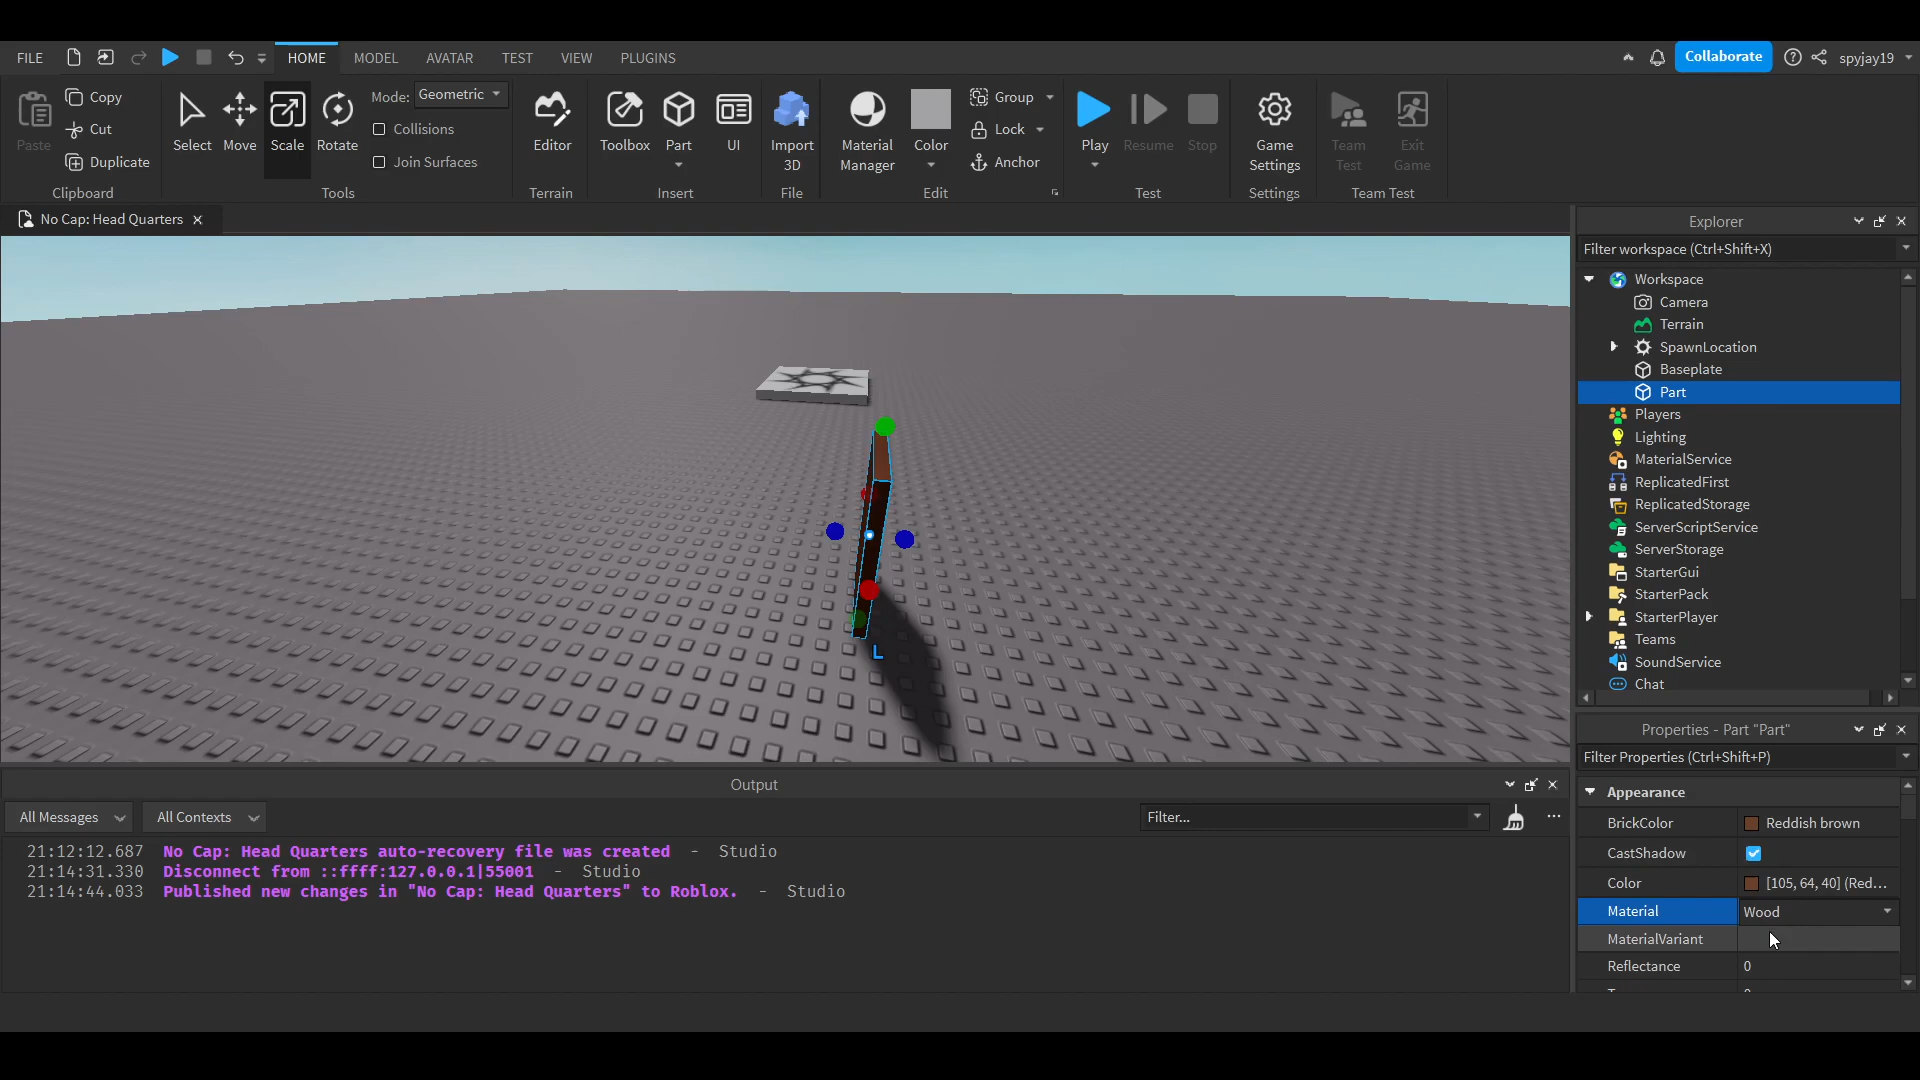 FILE HOME MODEL AVATAR TEST VIEW PLUGINS Collaborate spyjay19
Paste Copy Cut Duplicate
Select Move Scale Rotate Mode: Geometric
Collisions
Join Surfaces
Editor Toolbox Part UI Import 3D
Material Manager Color Group Lock Anchor
Play Resume Stop Game Settings Team Test Exit Game
Clipboard Tools Terrain Insert File Edit Test Settings Team Test
No Cap: Head Quarters
L
Explorer
Filter workspace (Ctrl+Shift+X)
Workspace
Camera
Terrain
SpawnLocation
Baseplate
Part
Players
Lighting
MaterialService
ReplicatedFirst
ReplicatedStorage
ServerScriptService
ServerStorage
StarterGui
StarterPack
StarterPlayer
Teams
SoundService
Chat
Properties - Part "Part"
Filter Properties (Ctrl+Shift+P)
Appearance
BrickColor Reddish brown
CastShadow
Color [105, 64, 40] (Red...
Material Wood
MaterialVariant
Reflectance 0
Output
All Messages All Contexts Filter... ...
21:12:12.687 No Cap: Head Quarters auto-recovery file was created - Studio
21:14:31.330 Disconnect from ::ffff:127.0.0.1|55001 - Studio
21:14:44.033 Published new changes in "No Cap: Head Quarters" to Roblox. - Studio